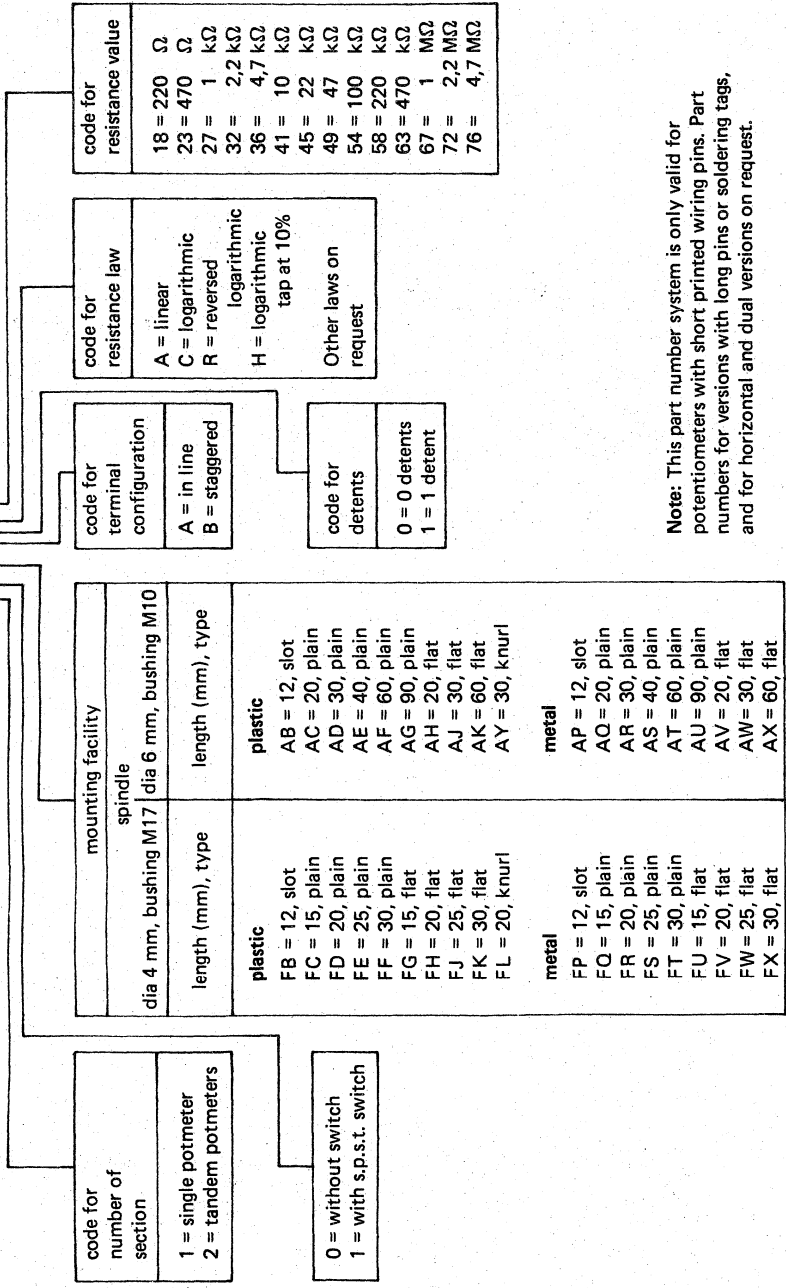 code for
number of
section
1 = single potmeter
2 = tandem potmeters
0 = without switch
1 = with s.p.s.t. switch
mounting facility
spindle
dia 4 mm, bushing M17
dia 6 mm, bushing M10
length (mm), type
length (mm), type
plastic
FB = 12, slot
FC = 15, plain
FD = 20, plain
FE = 25, plain
FF = 30, plain
FG = 15, flat
FH = 20, flat
FJ = 25, flat
FK = 30, flat
FL = 20, knurl
metal
FP = 12, slot
FQ = 15, plain
FR = 20, plain
FS = 25, plain
FT = 30, plain
FU = 15, flat
FV = 20, flat
FW = 25, flat
FX = 30, flat
plastic
AB = 12, slot
AC = 20, plain
AD = 30, plain
AE = 40, plain
AF = 60, plain
AG = 90, plain
AH = 20, flat
AJ = 30, flat
AK = 60, flat
AY = 30, knurl
metal
AP = 12, slot
AQ = 20, plain
AR = 30, plain
AS = 40, plain
AT = 60, plain
AU = 90, plain
AV = 20, flat
AW = 30, flat
AX = 60, flat
code for
terminal
configuration
A = in line
B = staggered
code for
detents
0 = 0 detents
1 = 1 detent
code for
resistance law
A = linear
C = logarithmic
R = reversed
logarithmic
H = logarithmic
tap at 10%
Other laws on
request
code for
resistance value
18 = 220 Ω
23 = 470 Ω
27 = 1 kΩ
32 = 2,2 kΩ
36 = 4,7 kΩ
41 = 10 kΩ
45 = 22 kΩ
49 = 47 kΩ
54 = 100 kΩ
58 = 220 kΩ
63 = 470 kΩ
67 = 1 MΩ
72 = 2,2 MΩ
76 = 4,7 MΩ
Note: This part number system is only valid for
potentiometers with short printed wiring pins. Part
numbers for versions with long pins or soldering tags,
and for horizontal and dual versions on request.